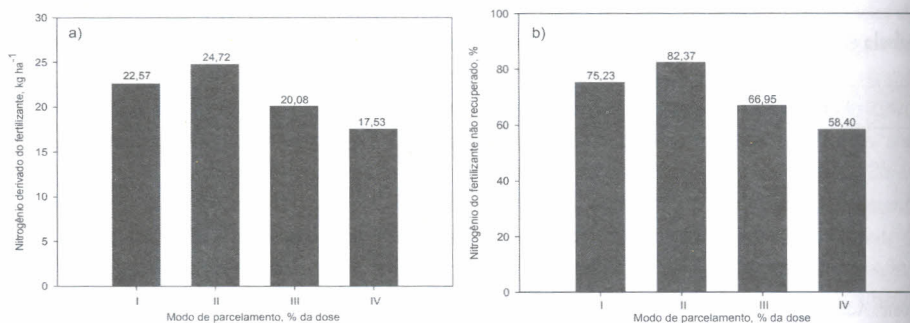 a)
Nitrogênio derivado do fertilizante, kg ha⁻¹
30
25
20
15
10
5
0
22,57
24,72
20,08
17,53
I
II
III
IV
Modo de parcelamento, % da dose
b)
Nitrogênio do fertilizante não recuperado, %
100
80
60
40
20
0
75,23
82,37
66,95
58,40
I
II
III
IV
Modo de parcelamento, % da dose